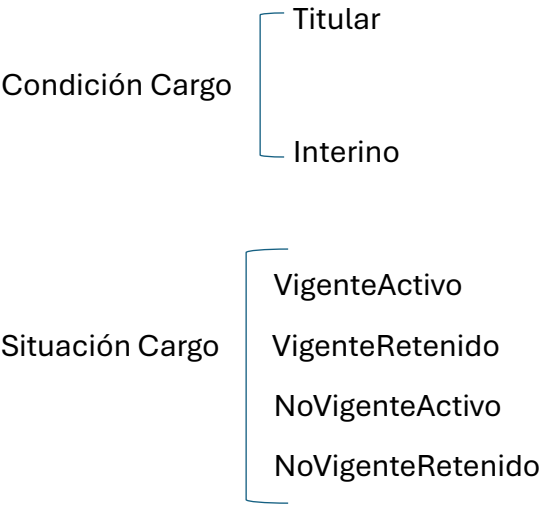 Titular
Condición Cargo
Interino
VigenteActivo
Situación Cargo
VigenteRetenido
NoVigenteActivo
NoVigenteRetenido